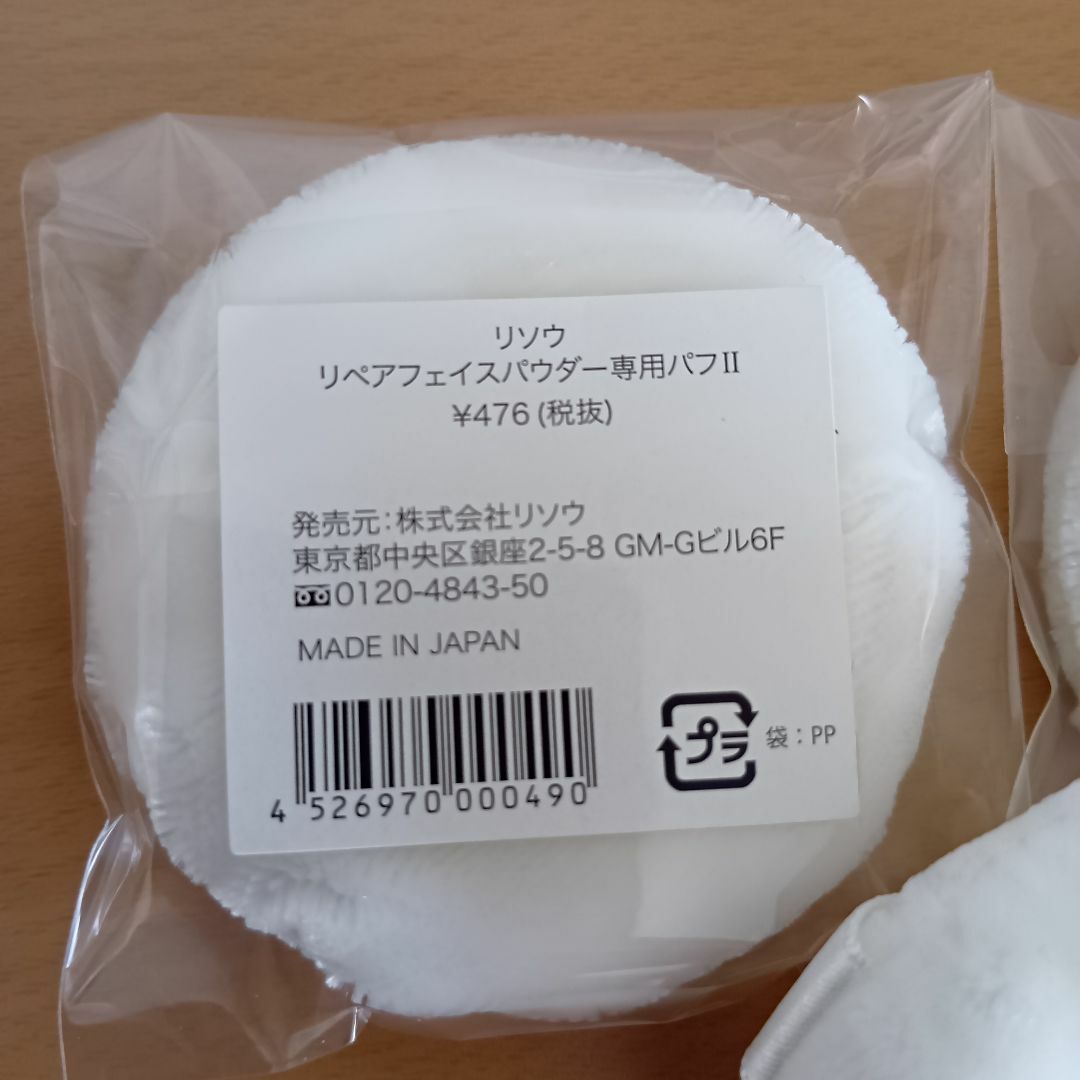 リソウ
リペアフェイスパウダー専用パフII
¥476(税抜)
発売元:株式会社リソウ
東京都中央区銀座2-5-8 GM-Gビル6F
0120-4843-50
MADE IN JAPAN
プラ 袋:PP
4 526970 000490